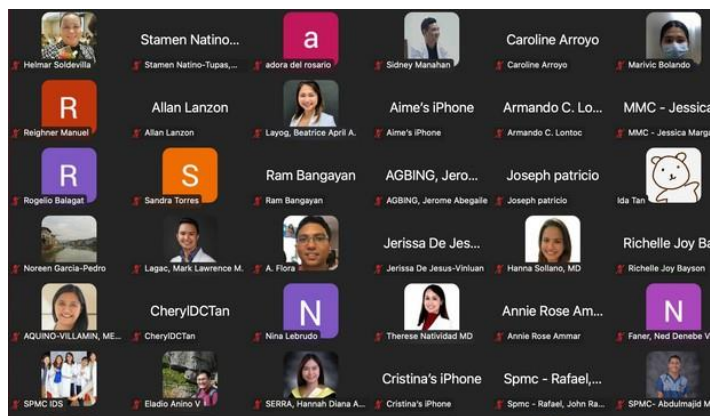 Stamen Natino...
a
Caroline Arroyo
Helmar Soldevilla
Stamen Natino-Tupas,...
adora del rosario
Sidney Manahan
Caroline Arroyo
Marivic Bolando
R
Allan Lanzon
Aime's iPhone
Armando C. Lo...
MMC - Jessica
Reighner Manuel
Allan Lanzon
Layog, Beatrice April A.
Aime's iPhone
Armando C. Lontoc
MMC - Jessica Marga
R
S
Ram Bangayan
AGBING, Jero...
Joseph patricio
Rogelio Balagat
Sandra Torres
Ram Bangayan
AGBING, Jerome Abegaile
Joseph patricio
Ida Tan
Jerissa De Jes...
Richelle Joy Ba
Noreen Garcia-Pedro
Lagac, Mark Lawrence M.
A. Flora
Jerissa De Jesus-Vinluan
Hanna Sollano, MD
Richelle Joy Bayson
CherylDCTan
N
Annie Rose Am...
N
AQUINO-VILLAMIN, ME...
CherylDCTan
Nina Lebrudo
Therese Natividad MD
Annie Rose Ammar
Faner, Ned Denebe V
Cristina's iPhone
Spmc - Rafael,...
SPMC IDS
Eladio Anino V
SERRA, Hannah Diana A...
Cristina's iPhone
Spmc - Rafael, John Ra...
SPMC- Abdulmajid M